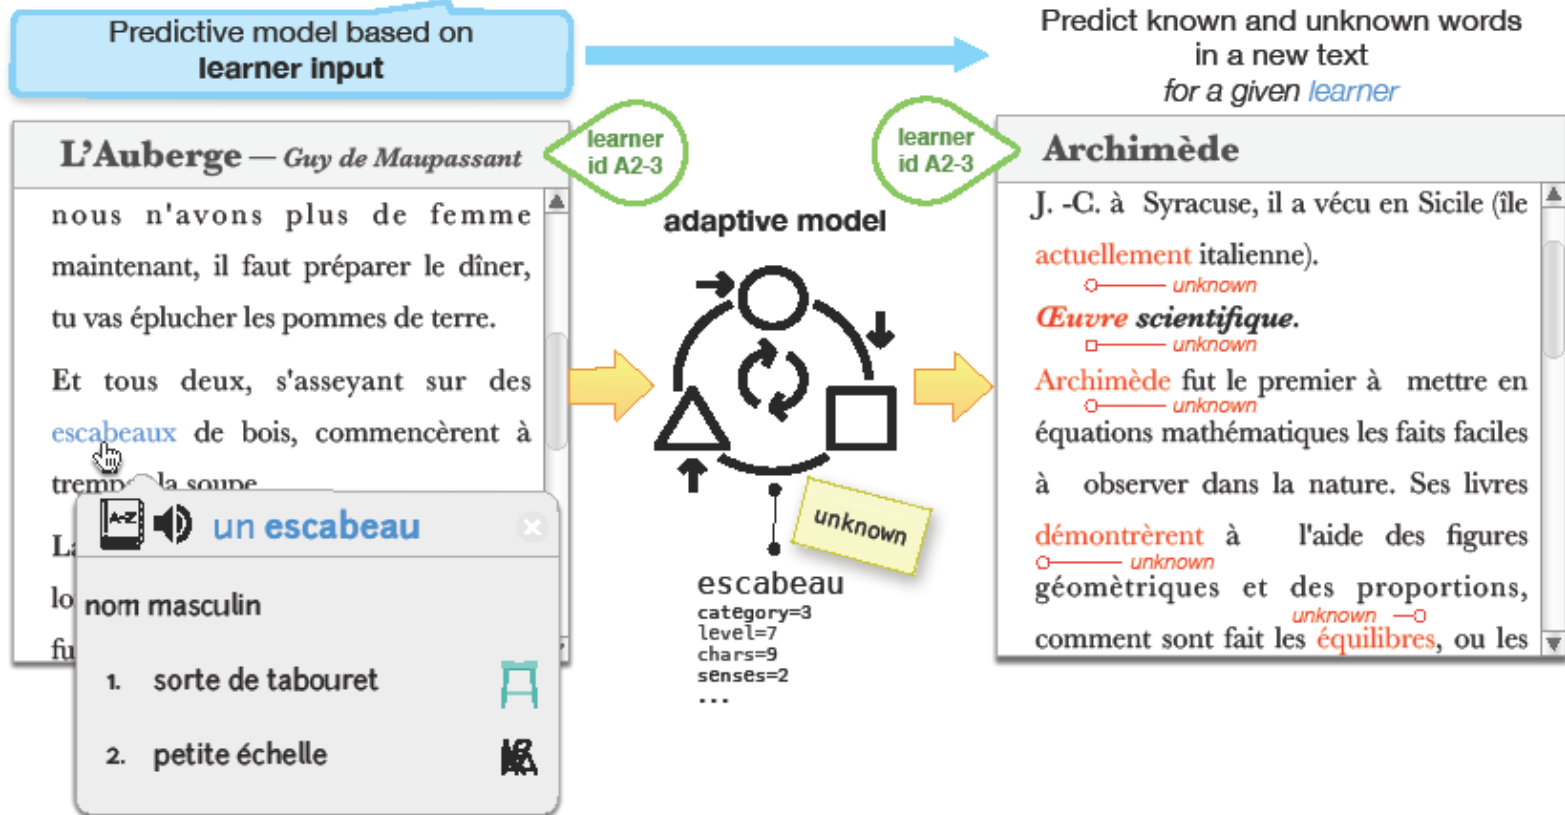 Predictive model based on
learner input
Predict known and unknown words
in a new text
for a given learner
L'Auberge — Guy de Maupassant
learner
id A2-3
nous n'avons plus de femme
maintenant, il faut préparer le dîner,
tu vas éplucher les pommes de terre.
Et tous deux, s'asseyant sur des
escabeaux de bois, commencèrent à
la soupe
un escabeau
nom masculin
1. sorte de tabouret
2. petite échelle
adaptive model
unknown
escabeau
category=3
level=7
chars=9
senses=2
...
learner
id A2-3
Archimède
J. -C. à Syracuse, il a vécu en Sicile (île
actuellement italienne).
unknown
Œuvre scientifique.
unknown
Archimède fut le premier à mettre en
unknown
équations mathématiques les faits faciles
à observer dans la nature. Ses livres
démontrèrent à l'aide des figures
unknown
géomètriques et des proportions,
unknown
comment sont fait les équilibres, ou les